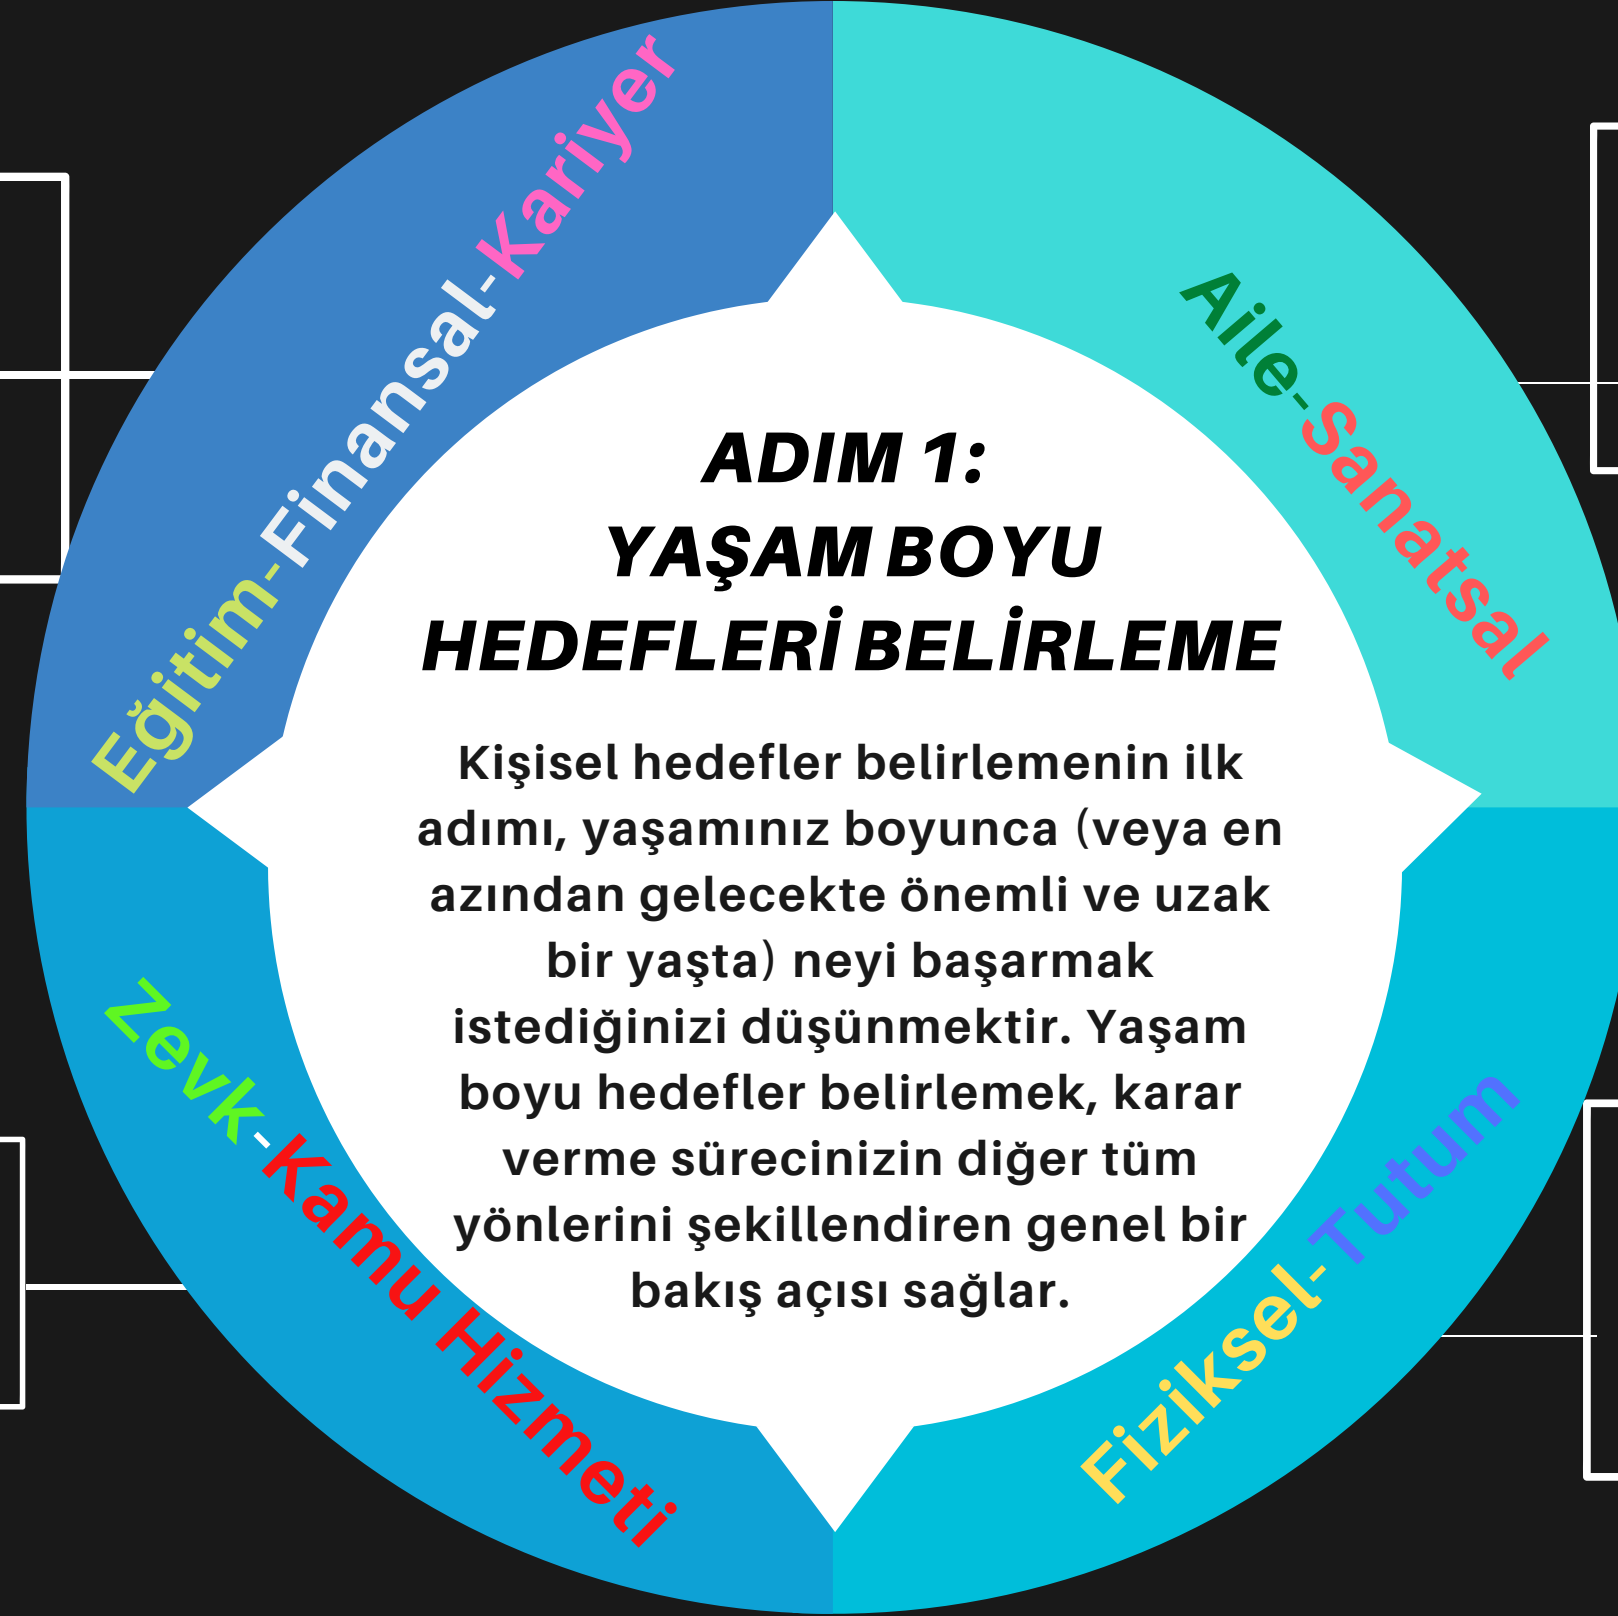 Eğitim-Finansal-Kariyer
Aile-Sanatsal
ADIM 1:
YAŞAM BOYU
HEDEFLERİ BELİRLEME
Kişisel hedefler belirlemenin ilk
adımı, yaşamınız boyunca (veya en
azından gelecekte önemli ve uzak
bir yaşta) neyi başarmak
istediğinizi düşünmektir. Yaşam
boyu hedefler belirlemek, karar
verme sürecinizin diğer tüm
yönlerini şekillendiren genel bir
bakış açısı sağlar.
Zevk-Kamu Hizmeti
Fiziksel-Tutum